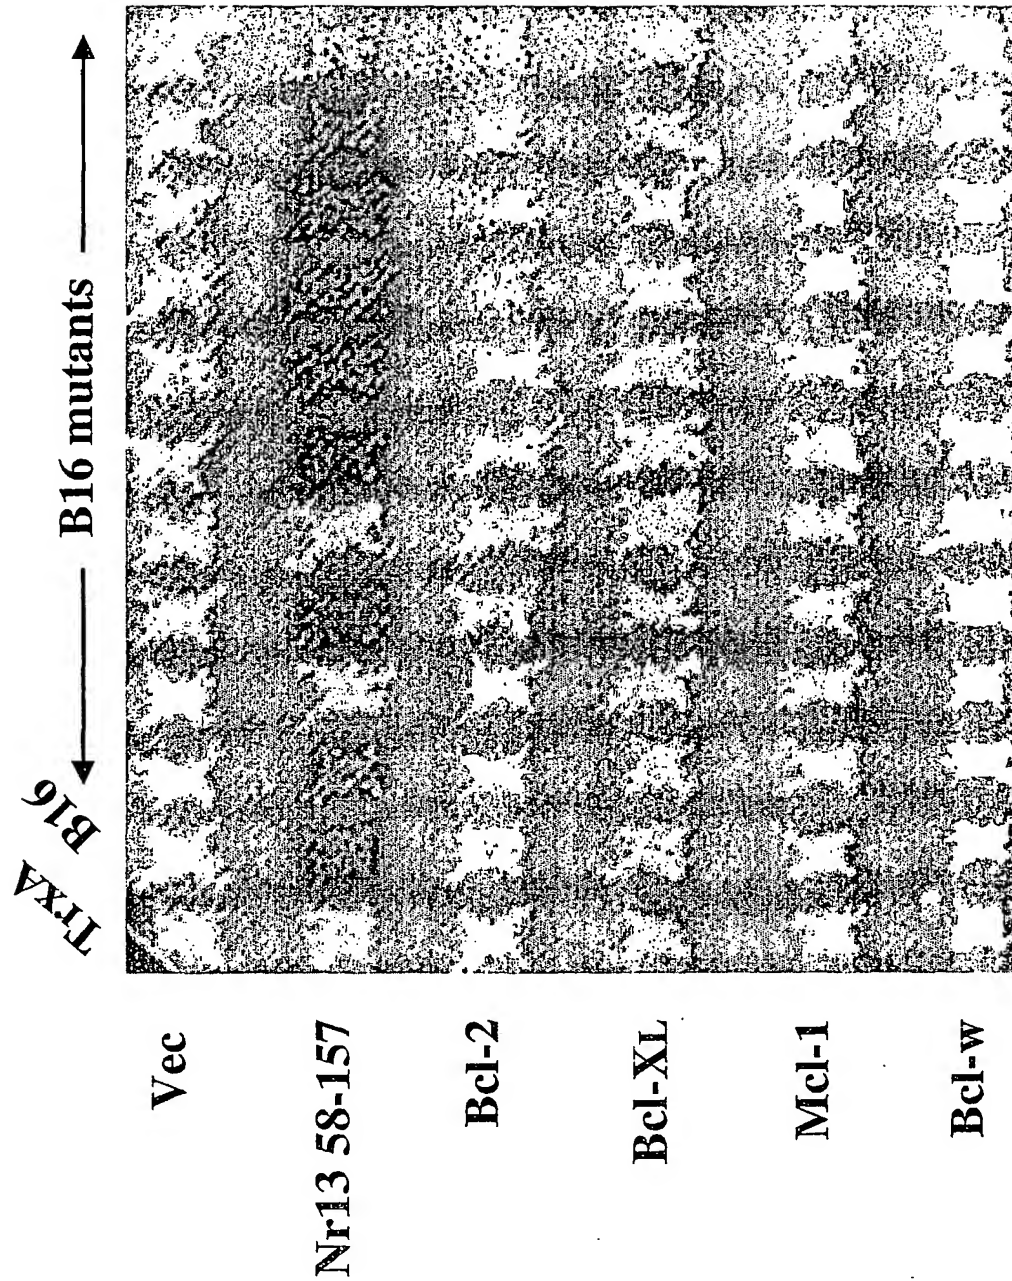 TrxA
B16
B16 mutants
Vec
Nr13 58-157
Bcl-2
Bcl-XL
Mcl-1
Bcl-w